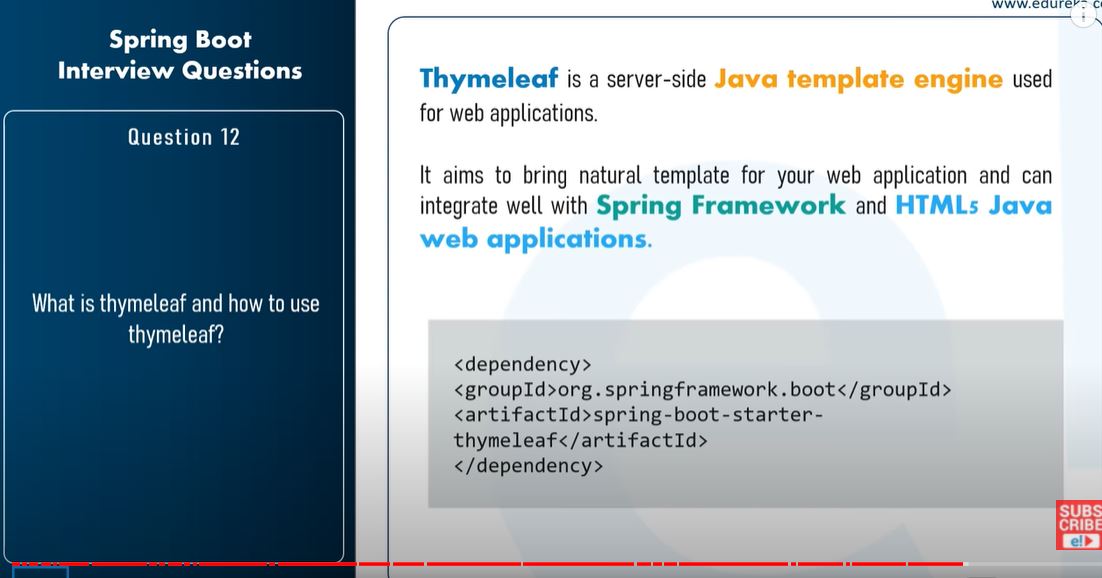 www.edureka.c
Spring Boot
Interview Questions
Question 12
What is thymeleaf and how to use
thymeleaf?
Thymeleaf is a server-side Java template engine used
for web applications.
It aims to bring natural template for your web application and can
integrate well with Spring Framework and HTML5 Java
web applications.
<dependency>
<groupId>org.springframework.boot</groupId>
<artifactId>spring-boot-starter-
thymeleaf</artifactId>
</dependency>
SUBS
CRIBE
e!